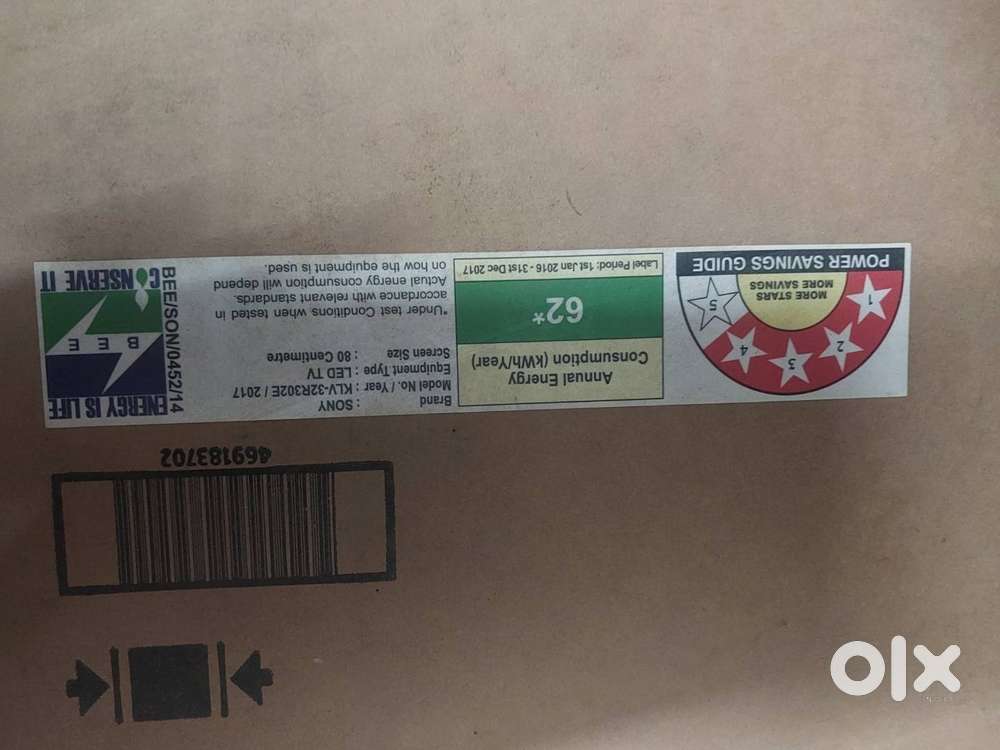 POWER SAVINGS GUIDE
MORE STARS
MORE SAVINGS
1
2
3
4
5
Annual Energy
Consumption (kWh/Year)
62*
Label Period: 1st Jan 2016 - 31st Dec 2017
Brand : SONY
Model No. / Year : KLV-32R302E / 2017
Equipment Type : LED TV
Screen Size : 80 Centimetre
*Under test Conditions when tested in
accordance with relevant standards.
Actual energy consumption will depend
on how the equipment is used.
BEE/SON/0452/14
ENERGY IS LIFE
BEE
CONSERVE IT
469183702
olx